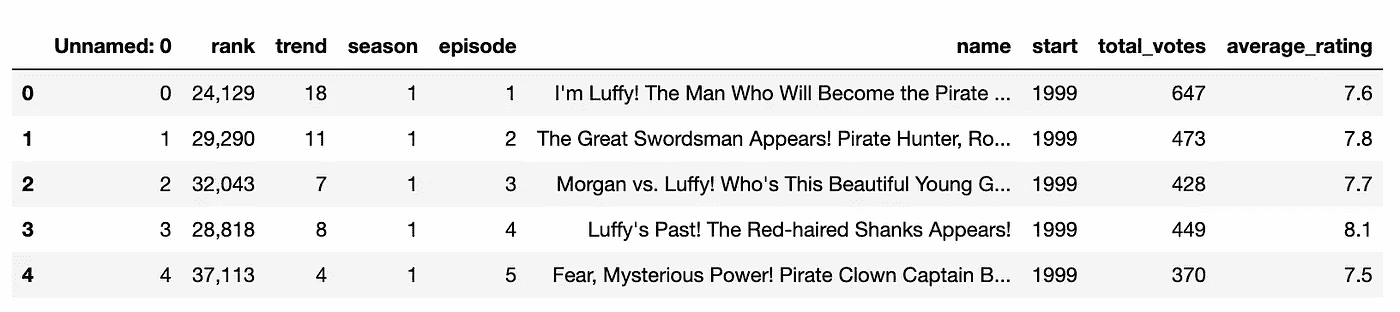 Unnamed: 0 rank trend season episode name start total_votes average_rating
0 0 24,129 18 1 1 I'm Luffy! The Man Who Will Become the Pirate ... 1999 647 7.6
1 1 29,290 11 1 2 The Great Swordsman Appears! Pirate Hunter, Ro... 1999 473 7.8
2 2 32,043 7 1 3 Morgan vs. Luffy! Who's This Beautiful Young G... 1999 428 7.7
3 3 28,818 8 1 4 Luffy's Past! The Red-haired Shanks Appears! 1999 449 8.1
4 4 37,113 4 1 5 Fear, Mysterious Power! Pirate Clown Captain B... 1999 370 7.5